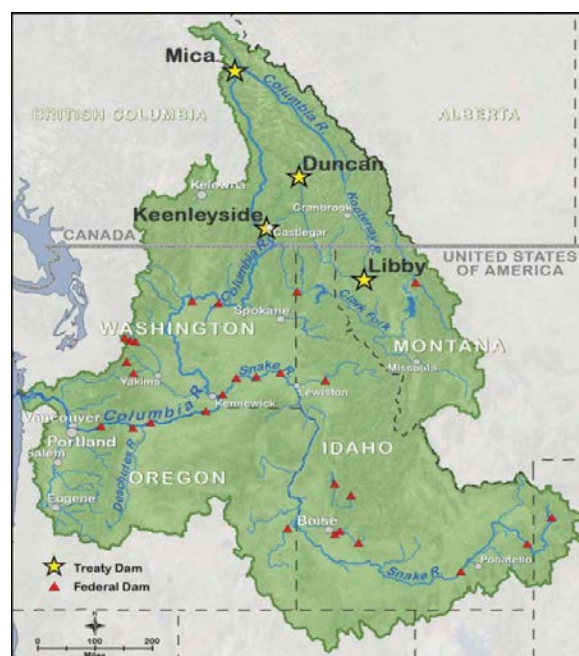 Mica
Columbia R.
BRITISH COLUMBIA
ALBERTA
Duncan
Kelowna
Keenleyside
Cranbrook
Kootenay R.
Castlegar
CANADA
UNITED STATES
OF AMERICA
Columbia R.
Libby
Clark Fork
WASHINGTON
Spokane
MONTANA
Missoula
Yakima
Snake R.
Lewiston
Kennewick
Vancouver
Columbia R.
Portland
Salem
IDAHO
OREGON
Deschutes R.
Eugene
Boise
Treaty Dam
Pocatello
Snake R.
Federal Dam
N
0 100 200
Miles